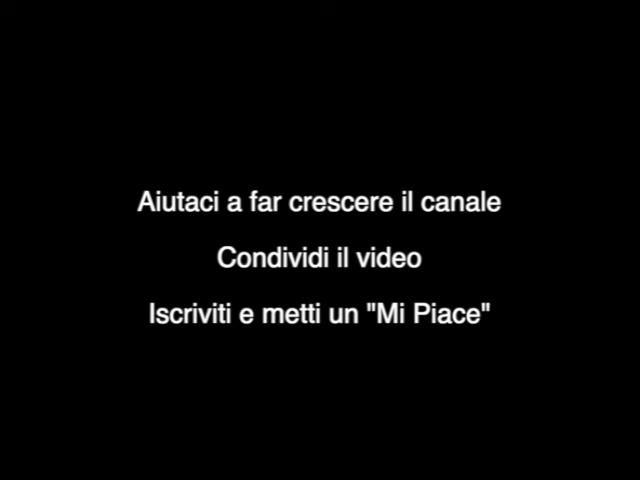 Aiutaci a far crescere il canale
Condividi il video
Iscriviti e metti un "Mi Piace"